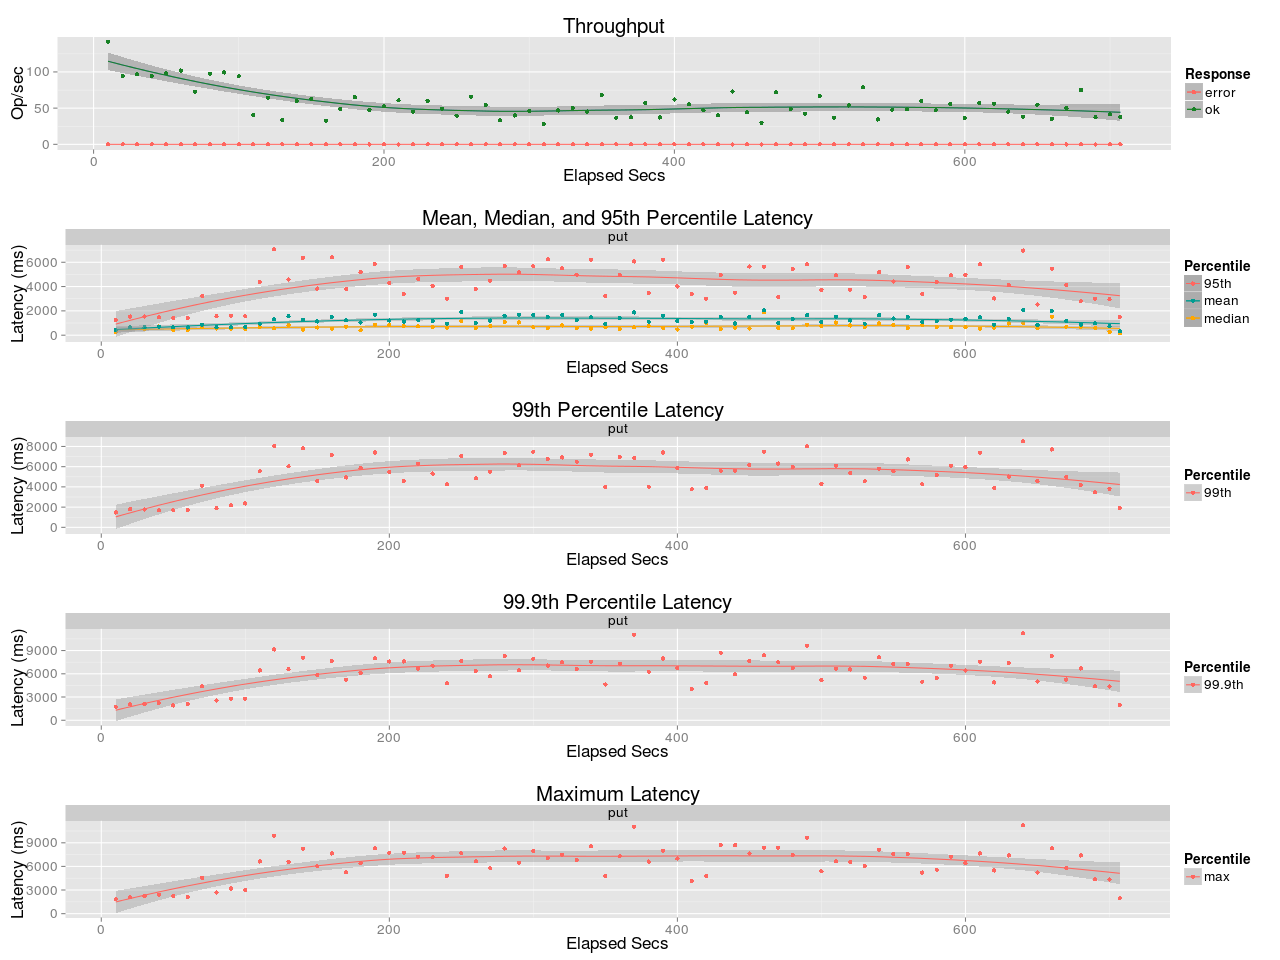 Throughput
Op/sec
100
50
0
0
200
400
600
Elapsed Secs
Response
error
ok
Mean, Median, and 95th Percentile Latency
put
Latency (ms)
6000
4000
2000
0
0
200
400
600
Elapsed Secs
Percentile
95th
mean
median
99th Percentile Latency
put
Latency (ms)
8000
6000
4000
2000
0
0
200
400
600
Elapsed Secs
Percentile
99th
99.9th Percentile Latency
put
Latency (ms)
9000
6000
3000
0
0
200
400
600
Elapsed Secs
Percentile
99.9th
Maximum Latency
put
Latency (ms)
9000
6000
3000
0
0
200
400
600
Elapsed Secs
Percentile
max